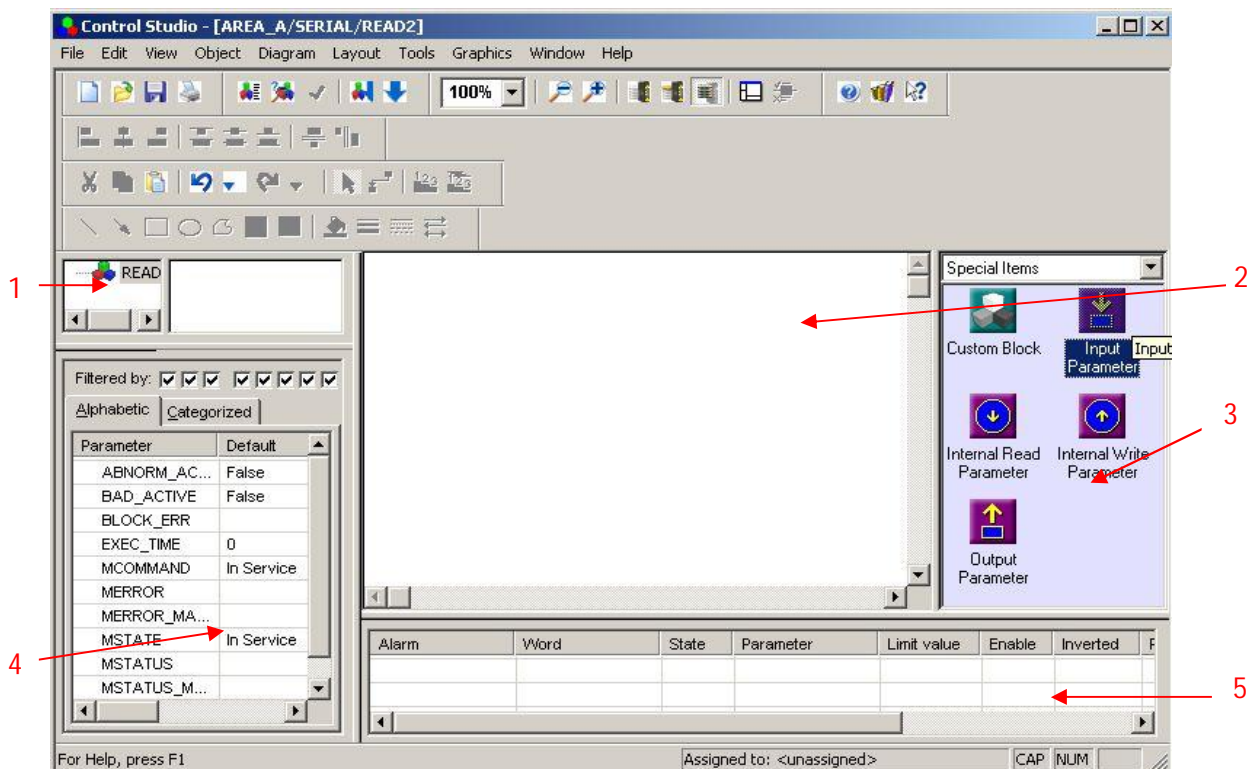 Control Studio - [AREA_A/SERIAL/READ2]
File Edit View Object Diagram Layout Tools Graphics Window Help
100%
1
READ
2
Special Items
Custom Block
Input Parameter
Input
Internal Read Parameter
Internal Write Parameter
3
Output Parameter
Filtered by:
Alphabetic Categorized
Parameter Default
ABNORM_AC... False
BAD_ACTIVE False
BLOCK_ERR
EXEC_TIME 0
MCOMMAND In Service
MERROR
MERROR_MA...
MSTATE In Service
MSTATUS
MSTATUS_M...
4
Alarm Word State Parameter Limit value Enable Inverted
5
For Help, press F1
Assigned to: <unassigned>
CAP NUM